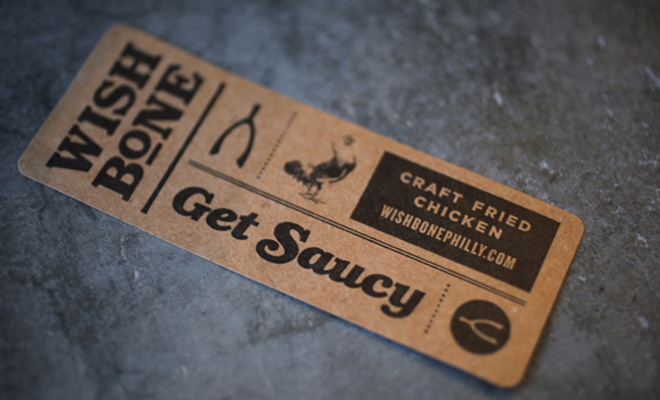 WISH
BONE
CRAFT FRIED
CHICKEN
WISHBONEPHILLY.COM
Get Saucy